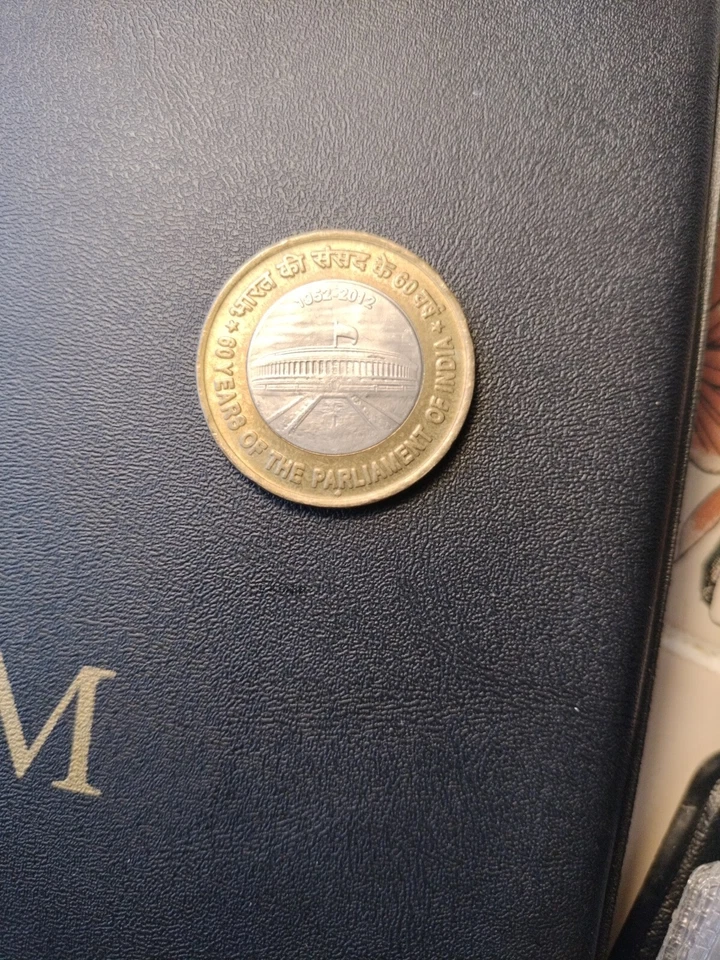 भारत की संसद के 60 वर्ष
1952-2012
★ 60 YEARS OF THE PARLIAMENT OF INDIA ★
M